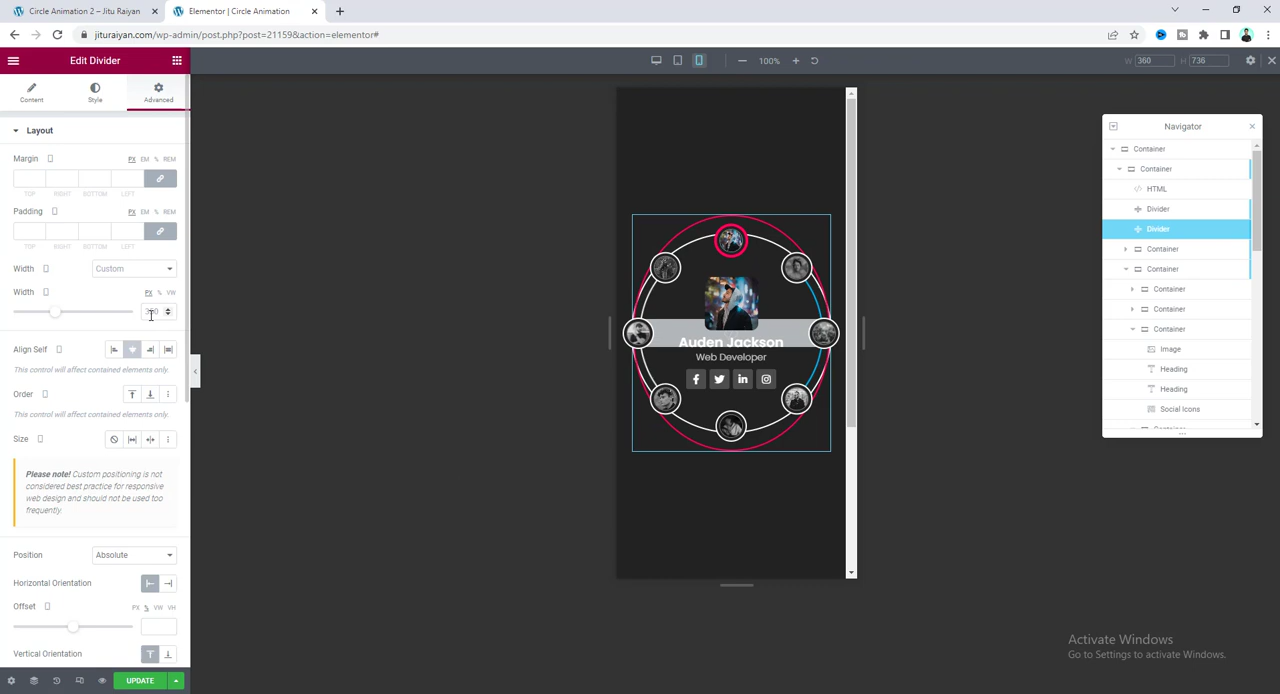 Circle Animation 2 – Jitu Raiyan
Elementor | Circle Animation
jituraiyan.com/wp-admin/post.php?post=21159&action=elementor#
Edit Divider
100%
W 360 H 736
Content
Style
Advanced
Layout
Margin
PX EM % REM
TOP RIGHT BOTTOM LEFT
Padding
PX EM % REM
TOP RIGHT BOTTOM LEFT
Width
Custom
Width
PX % VW
Align Self
This control will affect contained elements only.
Order
This control will affect contained elements only.
Size
Please note! Custom positioning is not
considered best practice for responsive
web design and should not be used too
frequently.
Position
Absolute
Horizontal Orientation
Offset
PX % VW VH
Vertical Orientation
UPDATE
Auden Jackson
Web Developer
Navigator
Container
Container
HTML
Divider
Divider
Container
Container
Container
Container
Container
Image
Heading
Heading
Social Icons
Activate Windows
Go to Settings to activate Windows.